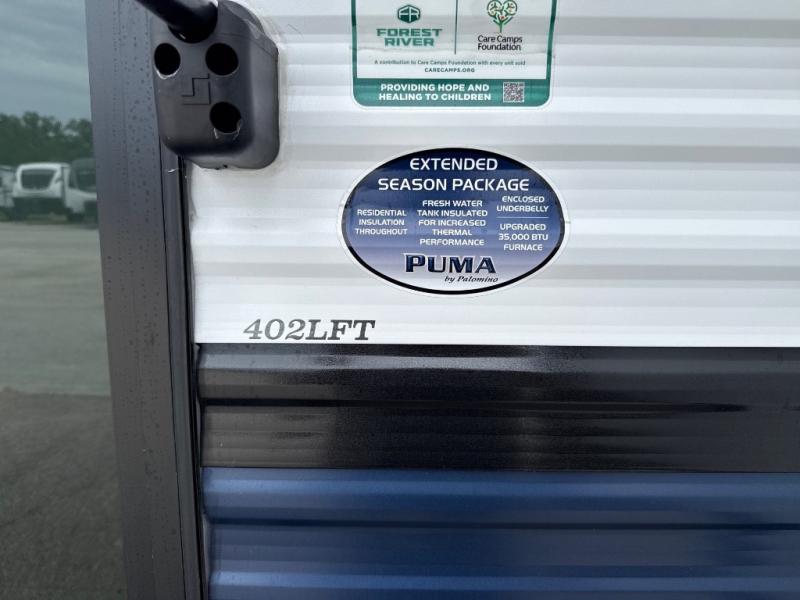 FOREST
RIVER
Care Camps
Foundation
A contribution to Care Camps Foundation with every unit sold
CARECAMPS.ORG
PROVIDING HOPE AND
HEALING TO CHILDREN
EXTENDED
SEASON PACKAGE
RESIDENTIAL
INSULATION
THROUGHOUT
FRESH WATER
TANK INSULATED
FOR INCREASED
THERMAL
PERFORMANCE
ENCLOSED
UNDERBELLY
UPGRADED
35,000 BTU
FURNACE
PUMA
by Palomino
402LFT